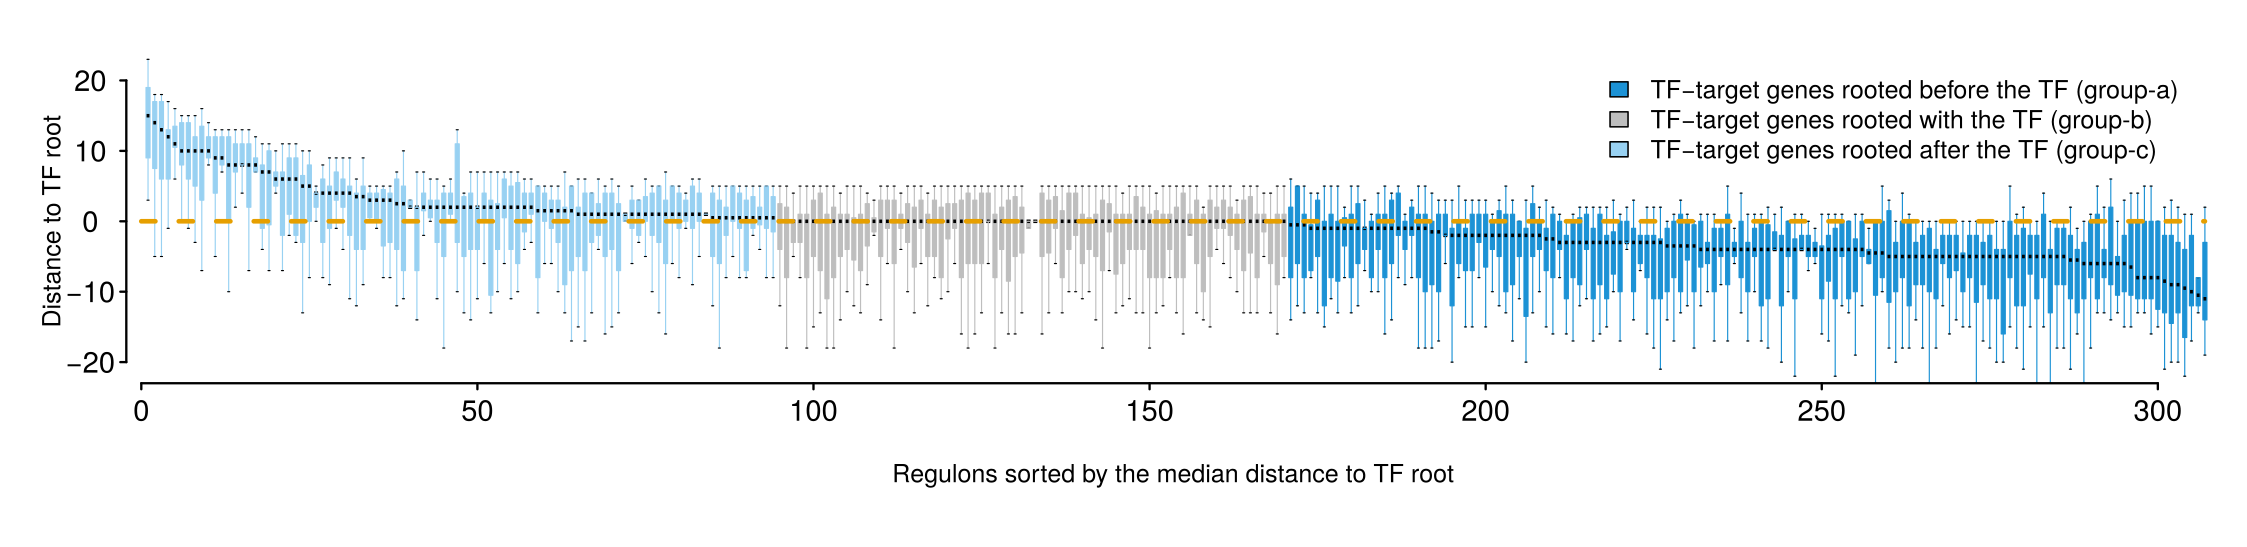 20
10
0
−10
−20
Distance to TF root
TF−target genes rooted before the TF (group-a)
TF−target genes rooted with the TF (group-b)
TF−target genes rooted after the TF (group-c)
0 50 100 150 200 250 300
Regulons sorted by the median distance to TF root